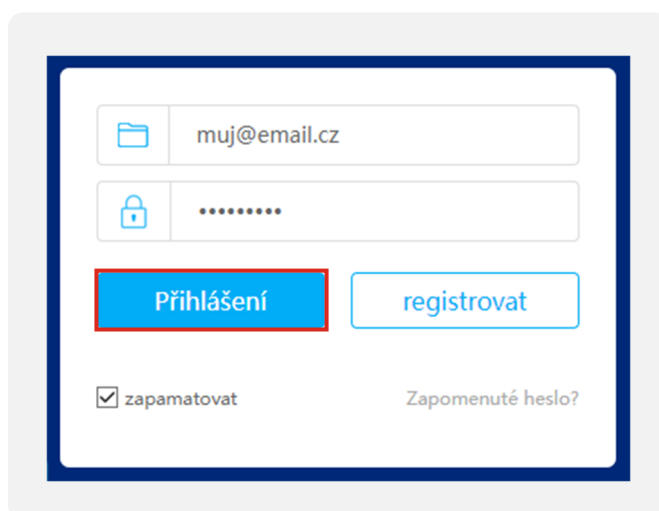 muj@email.cz
•••••••••
Přihlášení
registrovat
zapamatovat
Zapomenuté heslo?